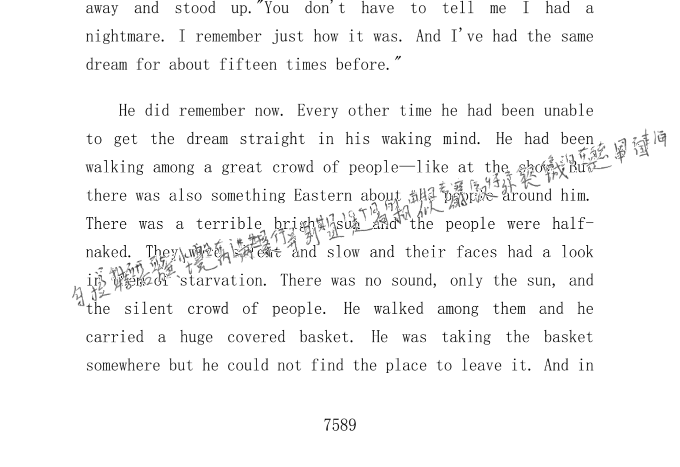 away and stood up."You don't have to tell me I had a
nightmare. I remember just how it was. And I've had the same
dream for about fifteen times before."
He did remember now. Every other time he had been unable
to get the dream straight in his waking mind. He had been
walking among a great crowd of people—like at the
there was also something Eastern about around him.
There was a terrible bright sun and the people were half-
naked. They were and slow and their faces had a look
starvation. There was no sound, only the sun, and
the silent crowd of people. He walked among them and he
carried a huge covered basket. He was taking the basket
somewhere but he could not find the place to leave it. And in
7589